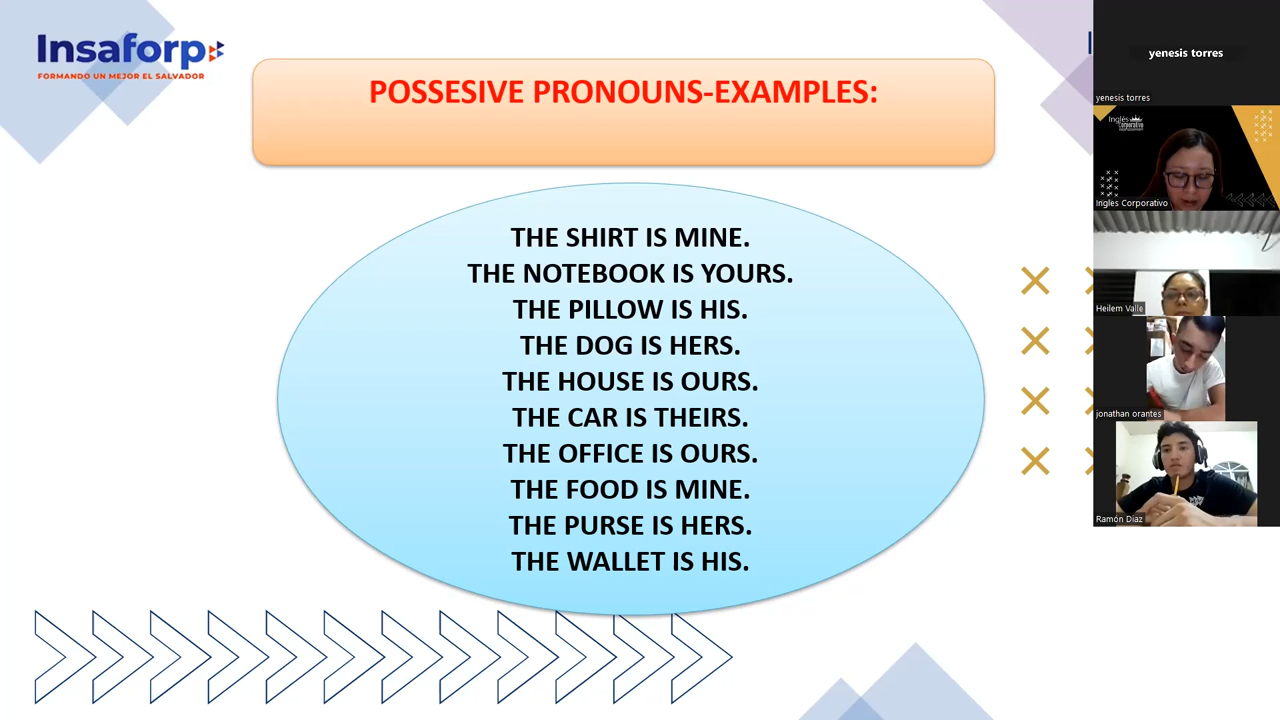 Insaforp
FORMANDO UN MEJOR EL SALVADOR
POSSESIVE PRONOUNS-EXAMPLES:
THE SHIRT IS MINE.
THE NOTEBOOK IS YOURS.
THE PILLOW IS HIS.
THE DOG IS HERS.
THE HOUSE IS OURS.
THE CAR IS THEIRS.
THE OFFICE IS OURS.
THE FOOD IS MINE.
THE PURSE IS HERS.
THE WALLET IS HIS.
yenesis torres
yenesis torres
Inglés
Corporativo
Ingles Corporativo
Heilem Valle
jonathan orantes
Ramón Díaz